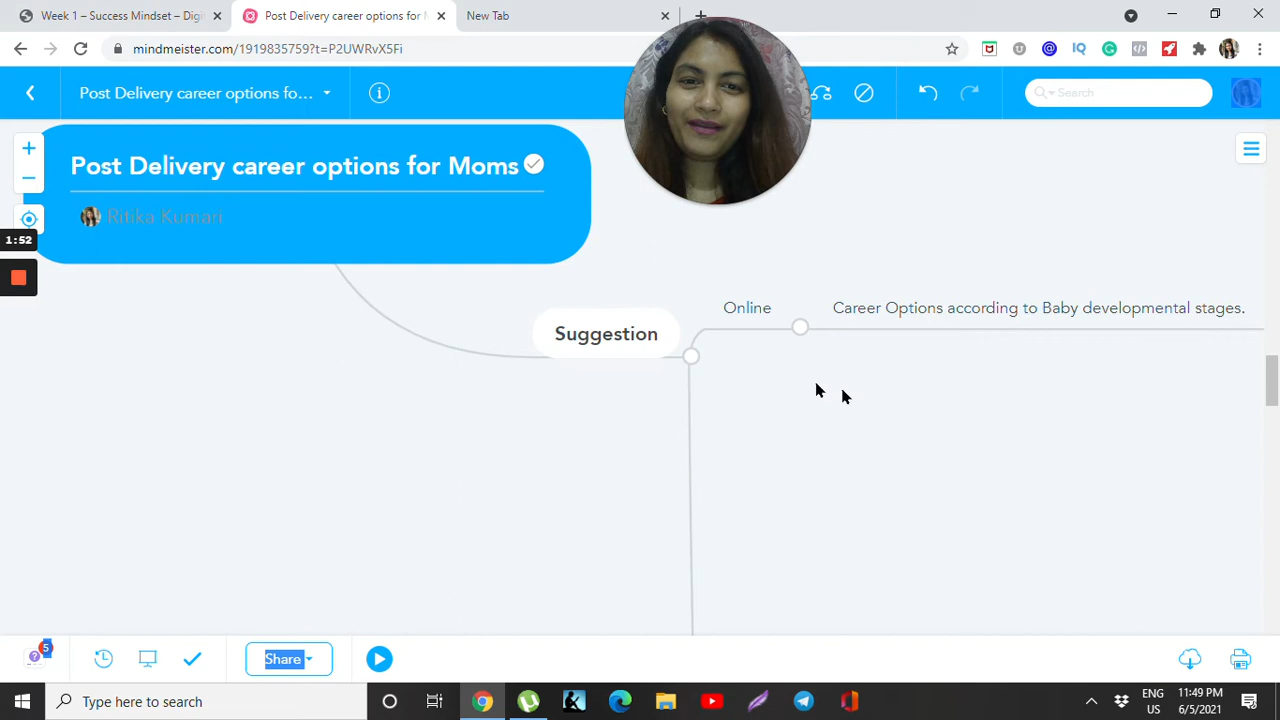 Week 1 – Success Mindset – Digi
Post Delivery career options for M
New Tab
mindmeister.com/1919835759?t=P2UWRvX5Fi
Post Delivery career options fo...
Search
Post Delivery career options for Moms
Ritika Kumari
1:52
Online
Career Options according to Baby developmental stages.
Suggestion
5
Share
Type here to search
ENG
US
11:49 PM
6/5/2021